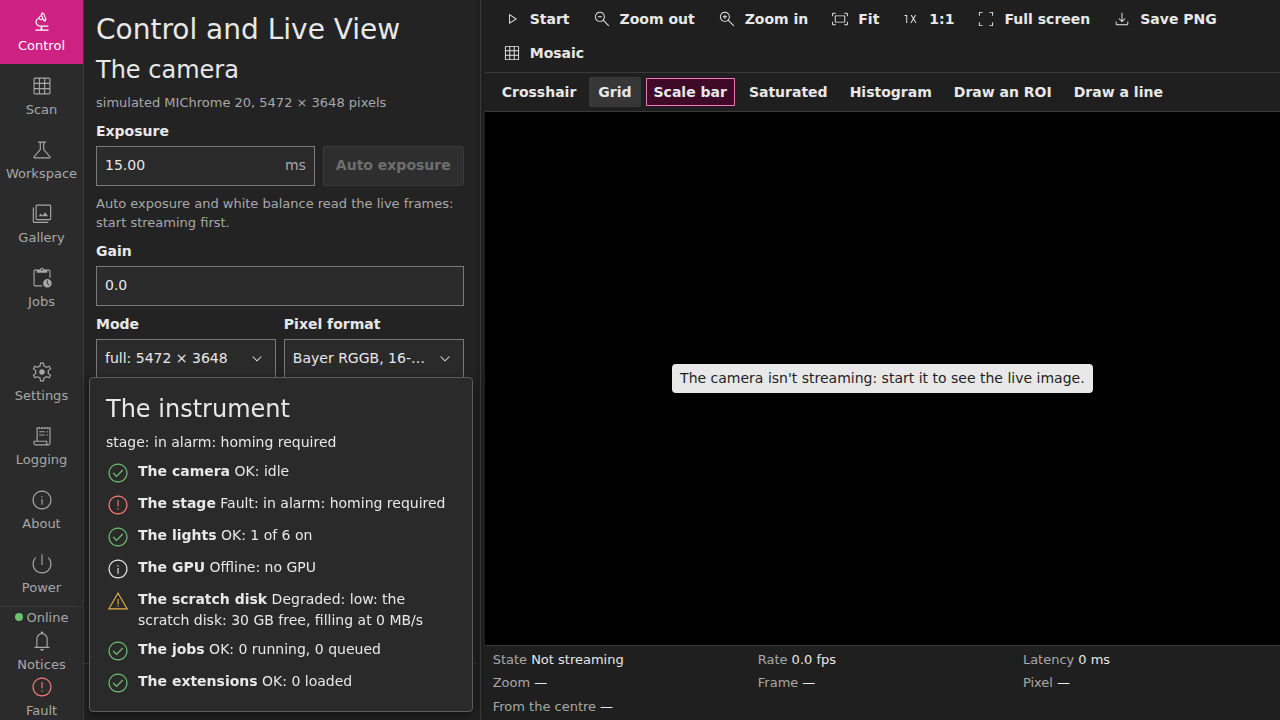 Control
Scan
Workspace
Gallery
Jobs
Settings
Logging
About
Power
Online
Notices
Fault
Control and Live View
The camera
simulated MIChrome 20, 5472 × 3648 pixels
Exposure
15.00 ms Auto exposure
Auto exposure and white balance read the live frames:
start streaming first.
Gain
0.0
Mode Pixel format
full: 5472 × 3648 Bayer RGGB, 16-...
The instrument
stage: in alarm: homing required
The camera OK: idle
The stage Fault: in alarm: homing required
The lights OK: 1 of 6 on
The GPU Offline: no GPU
The scratch disk Degraded: low: the
scratch disk: 30 GB free, filling at 0 MB/s
The jobs OK: 0 running, 0 queued
The extensions OK: 0 loaded
Start Zoom out Zoom in Fit 1X 1:1 Full screen Save PNG
Mosaic
Crosshair Grid Scale bar Saturated Histogram Draw an ROI Draw a line
The camera isn't streaming: start it to see the live image.
State Not streaming Rate 0.0 fps Latency 0 ms
Zoom — Frame — Pixel —
From the centre —